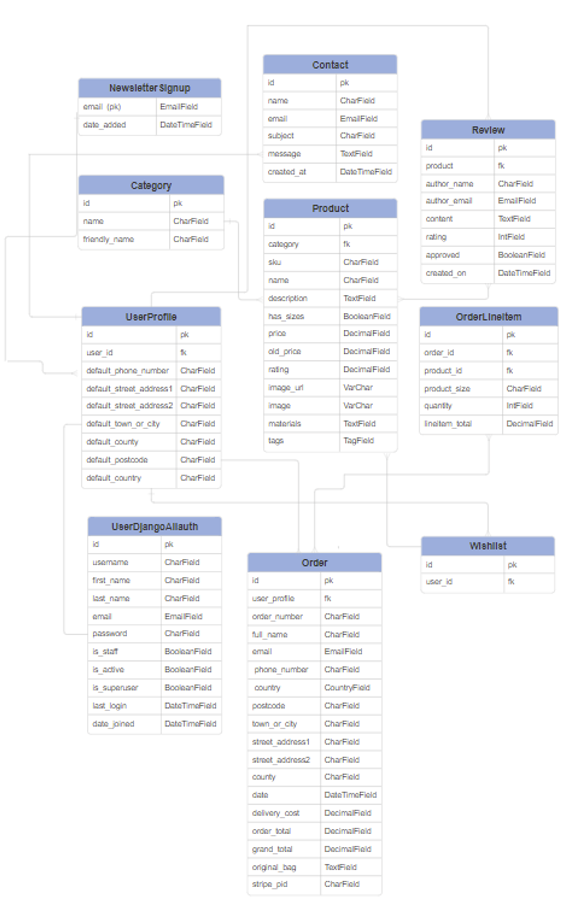 NewsletterSignup
email (pk) EmailField
date_added DateTimeField
Contact
id pk
name CharField
email EmailField
subject CharField
message TextField
created_at DateTimeField
Review
id pk
product fk
author_name CharField
author_email EmailField
content TextField
rating IntField
approved BooleanField
created_on DateTimeField
Category
id pk
name CharField
friendly_name CharField
Product
id pk
category fk
sku CharField
name CharField
description TextField
has_sizes BooleanField
price DecimalField
old_price DecimalField
rating DecimalField
image_url VarChar
image VarChar
materials TextField
tags TagField
UserProfile
id pk
user_id fk
default_phone_number CharField
default_street_address1 CharField
default_street_address2 CharField
default_town_or_city CharField
default_county CharField
default_postcode CharField
default_country CharField
OrderLineItem
id pk
order_id fk
product_id fk
product_size CharField
quantity IntField
lineitem_total DecimalField
UserDjangoAllauth
id pk
username CharField
first_name CharField
last_name CharField
email EmailField
password CharField
is_staff BooleanField
is_active BooleanField
is_superuser BooleanField
last_login DateTimeField
date_joined DateTimeField
Order
id pk
user_profile fk
order_number CharField
full_name CharField
email EmailField
phone_number CharField
country CountryField
postcode CharField
town_or_city CharField
street_address1 CharField
street_address2 CharField
county CharField
date DateTimeField
delivery_cost DecimalField
order_total DecimalField
grand_total DecimalField
original_bag TextField
stripe_pid CharField
Wishlist
id pk
user_id fk